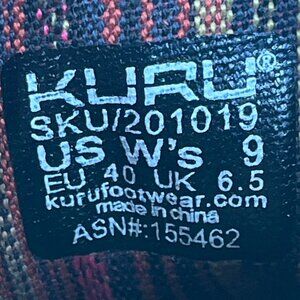 KURU®
SKU/201019
US W's 9
EU 40 UK 6.5
kurufootwear.com
made in china
ASN#:155462